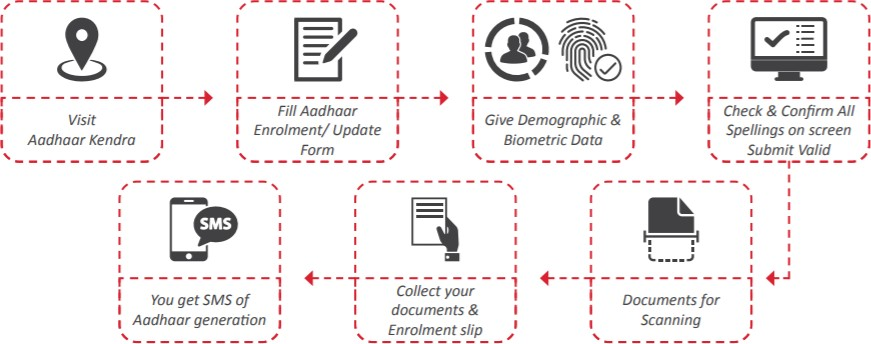 Visit
Aadhaar Kendra
Fill Aadhaar
Enrolment/ Update
Form
Give Demographic &
Biometric Data
Check & Confirm All
Spellings on screen
Submit Valid
Documents for
Scanning
Collect your
documents &
Enrolment slip
SMS
You get SMS of
Aadhaar generation